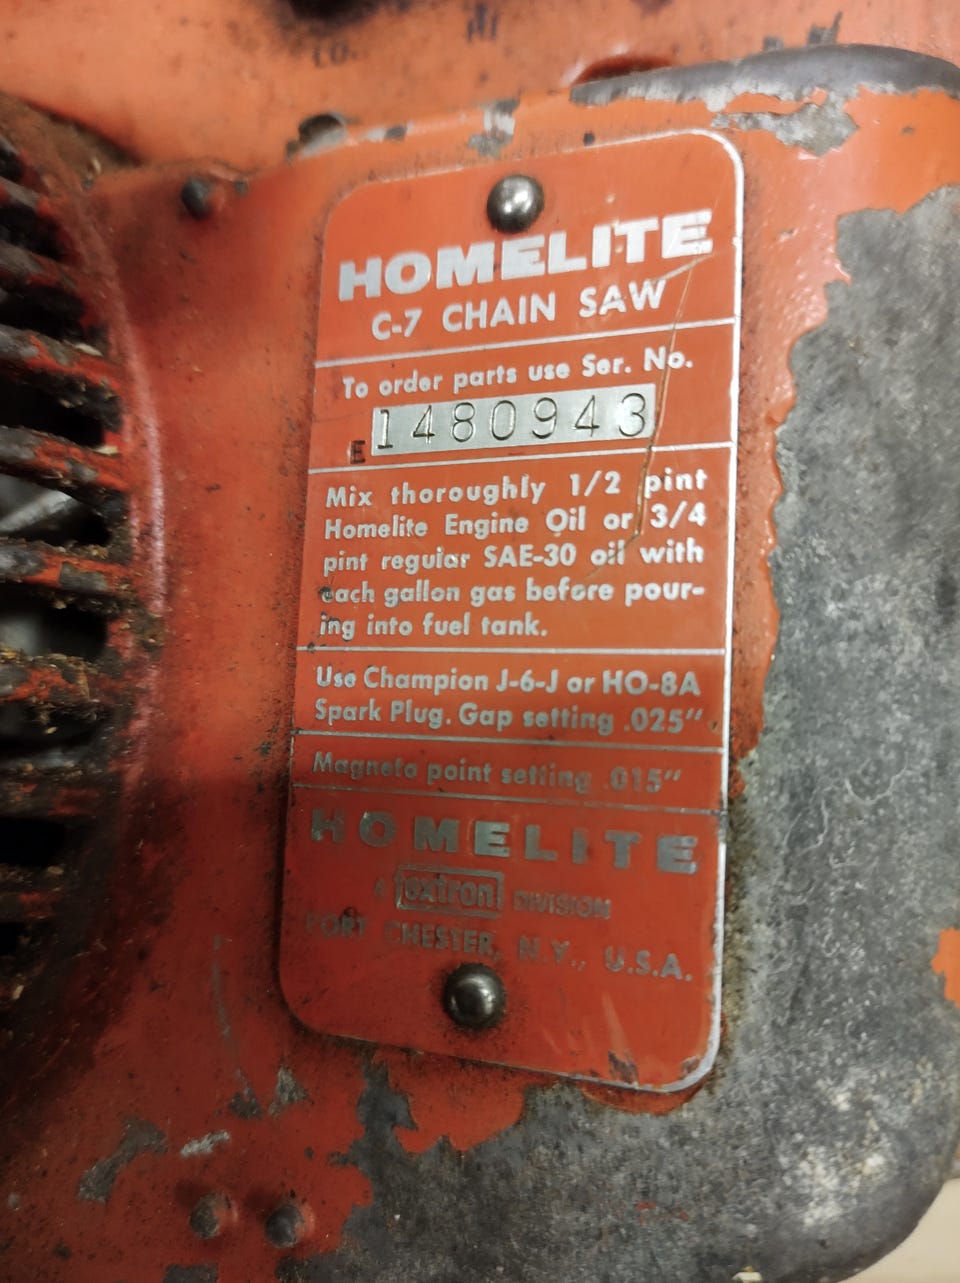 HOMELITE
C-7 CHAIN SAW
To order parts use Ser. No.
E 1480943
Mix thoroughly 1/2 pint
Homelite Engine Oil or 3/4
pint regular SAE-30 oil with
each gallon gas before pour-
ing into fuel tank.
Use Champion J-6-J or HO-8A
Spark Plug. Gap setting .025"
Magneto point setting .015"
HOMELITE
A textron DIVISION
PORT CHESTER, N.Y., U.S.A.